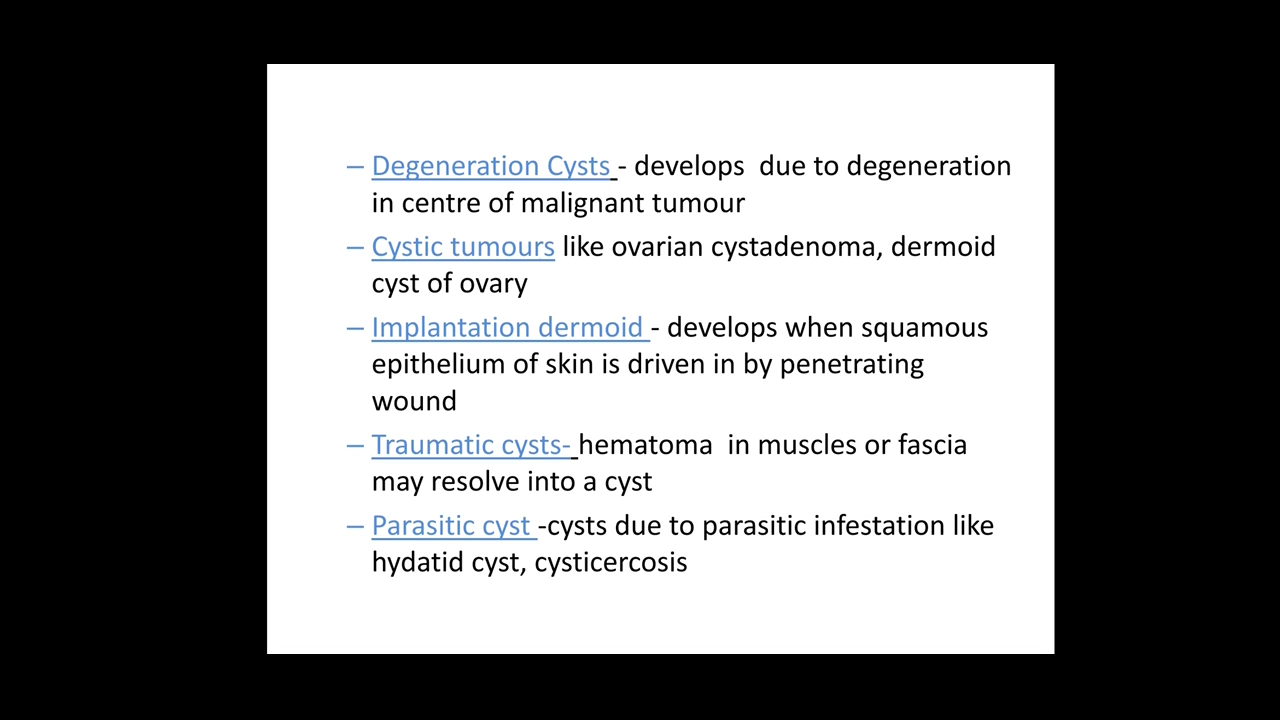 – Degeneration Cysts - develops  due to degeneration
in centre of malignant tumour
– Cystic tumours like ovarian cystadenoma, dermoid
cyst of ovary
– Implantation dermoid - develops when squamous
epithelium of skin is driven in by penetrating
wound
– Traumatic cysts- hematoma  in muscles or fascia
may resolve into a cyst
– Parasitic cyst -cysts due to parasitic infestation like
hydatid cyst, cysticercosis